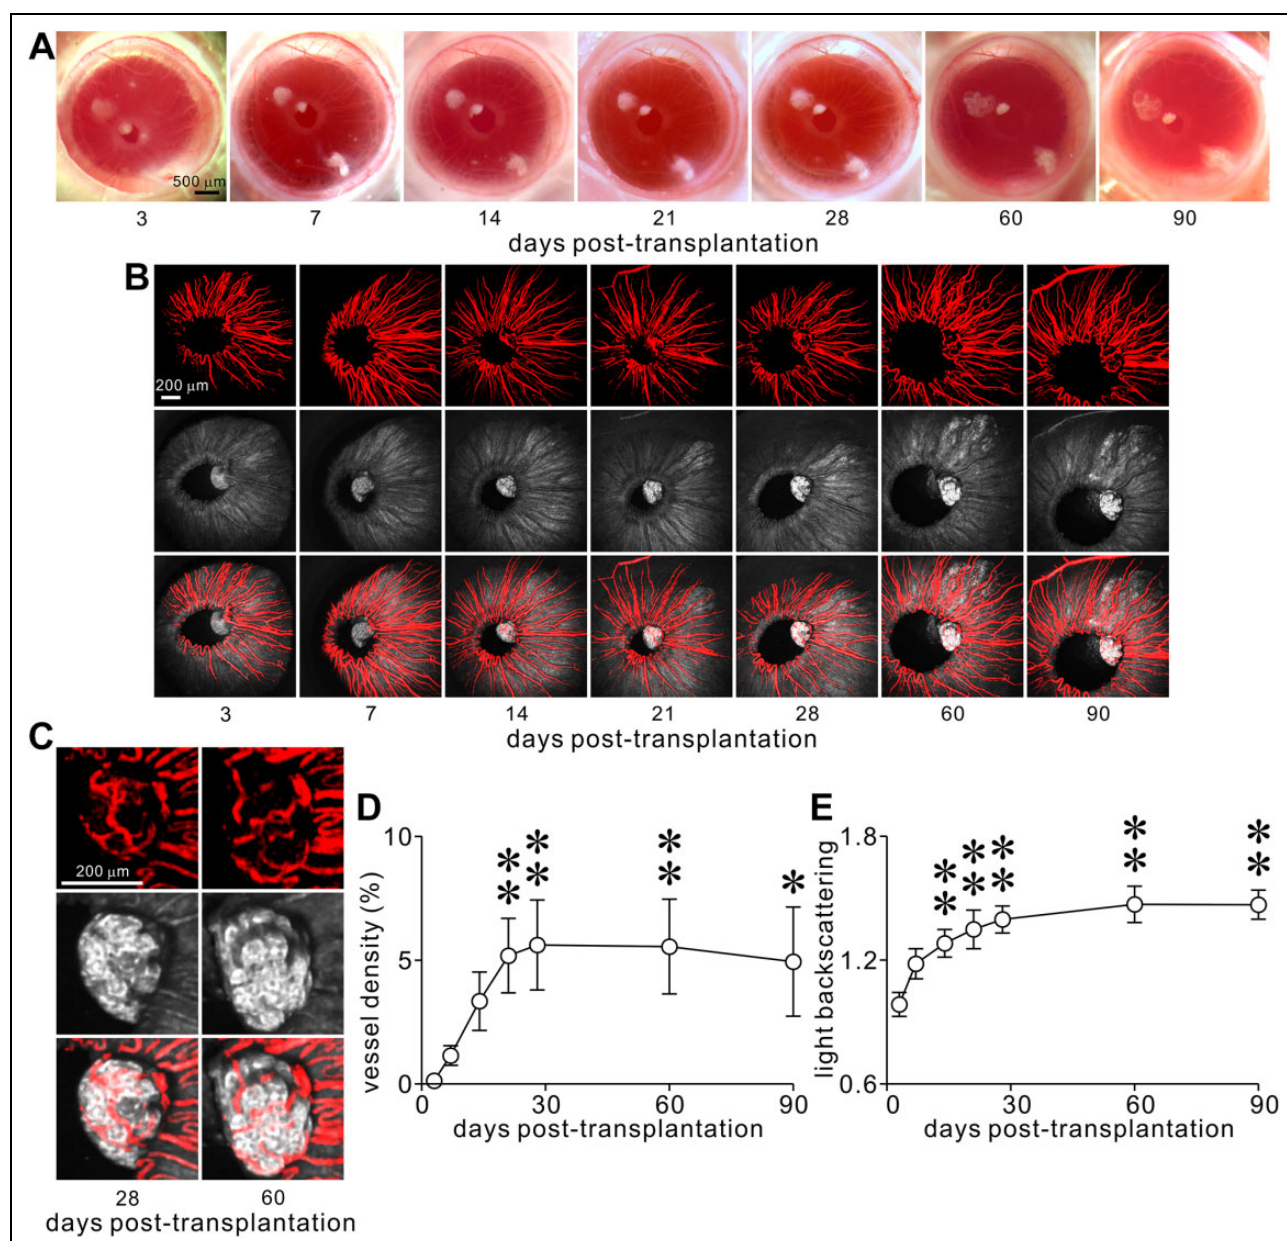 A
500 μm
3 7 14 21 28 60 90
days post-transplantation
B
200 μm
3 7 14 21 28 60 90
days post-transplantation
C
200 μm
28 60
days post-transplantation
D
10
5
0
vessel density (%)
* * * * * * *
0 30 60 90
days post-transplantation
E
1.8
1.2
0.6
light backscattering
* * * * * * * * * *
0 30 60 90
days post-transplantation